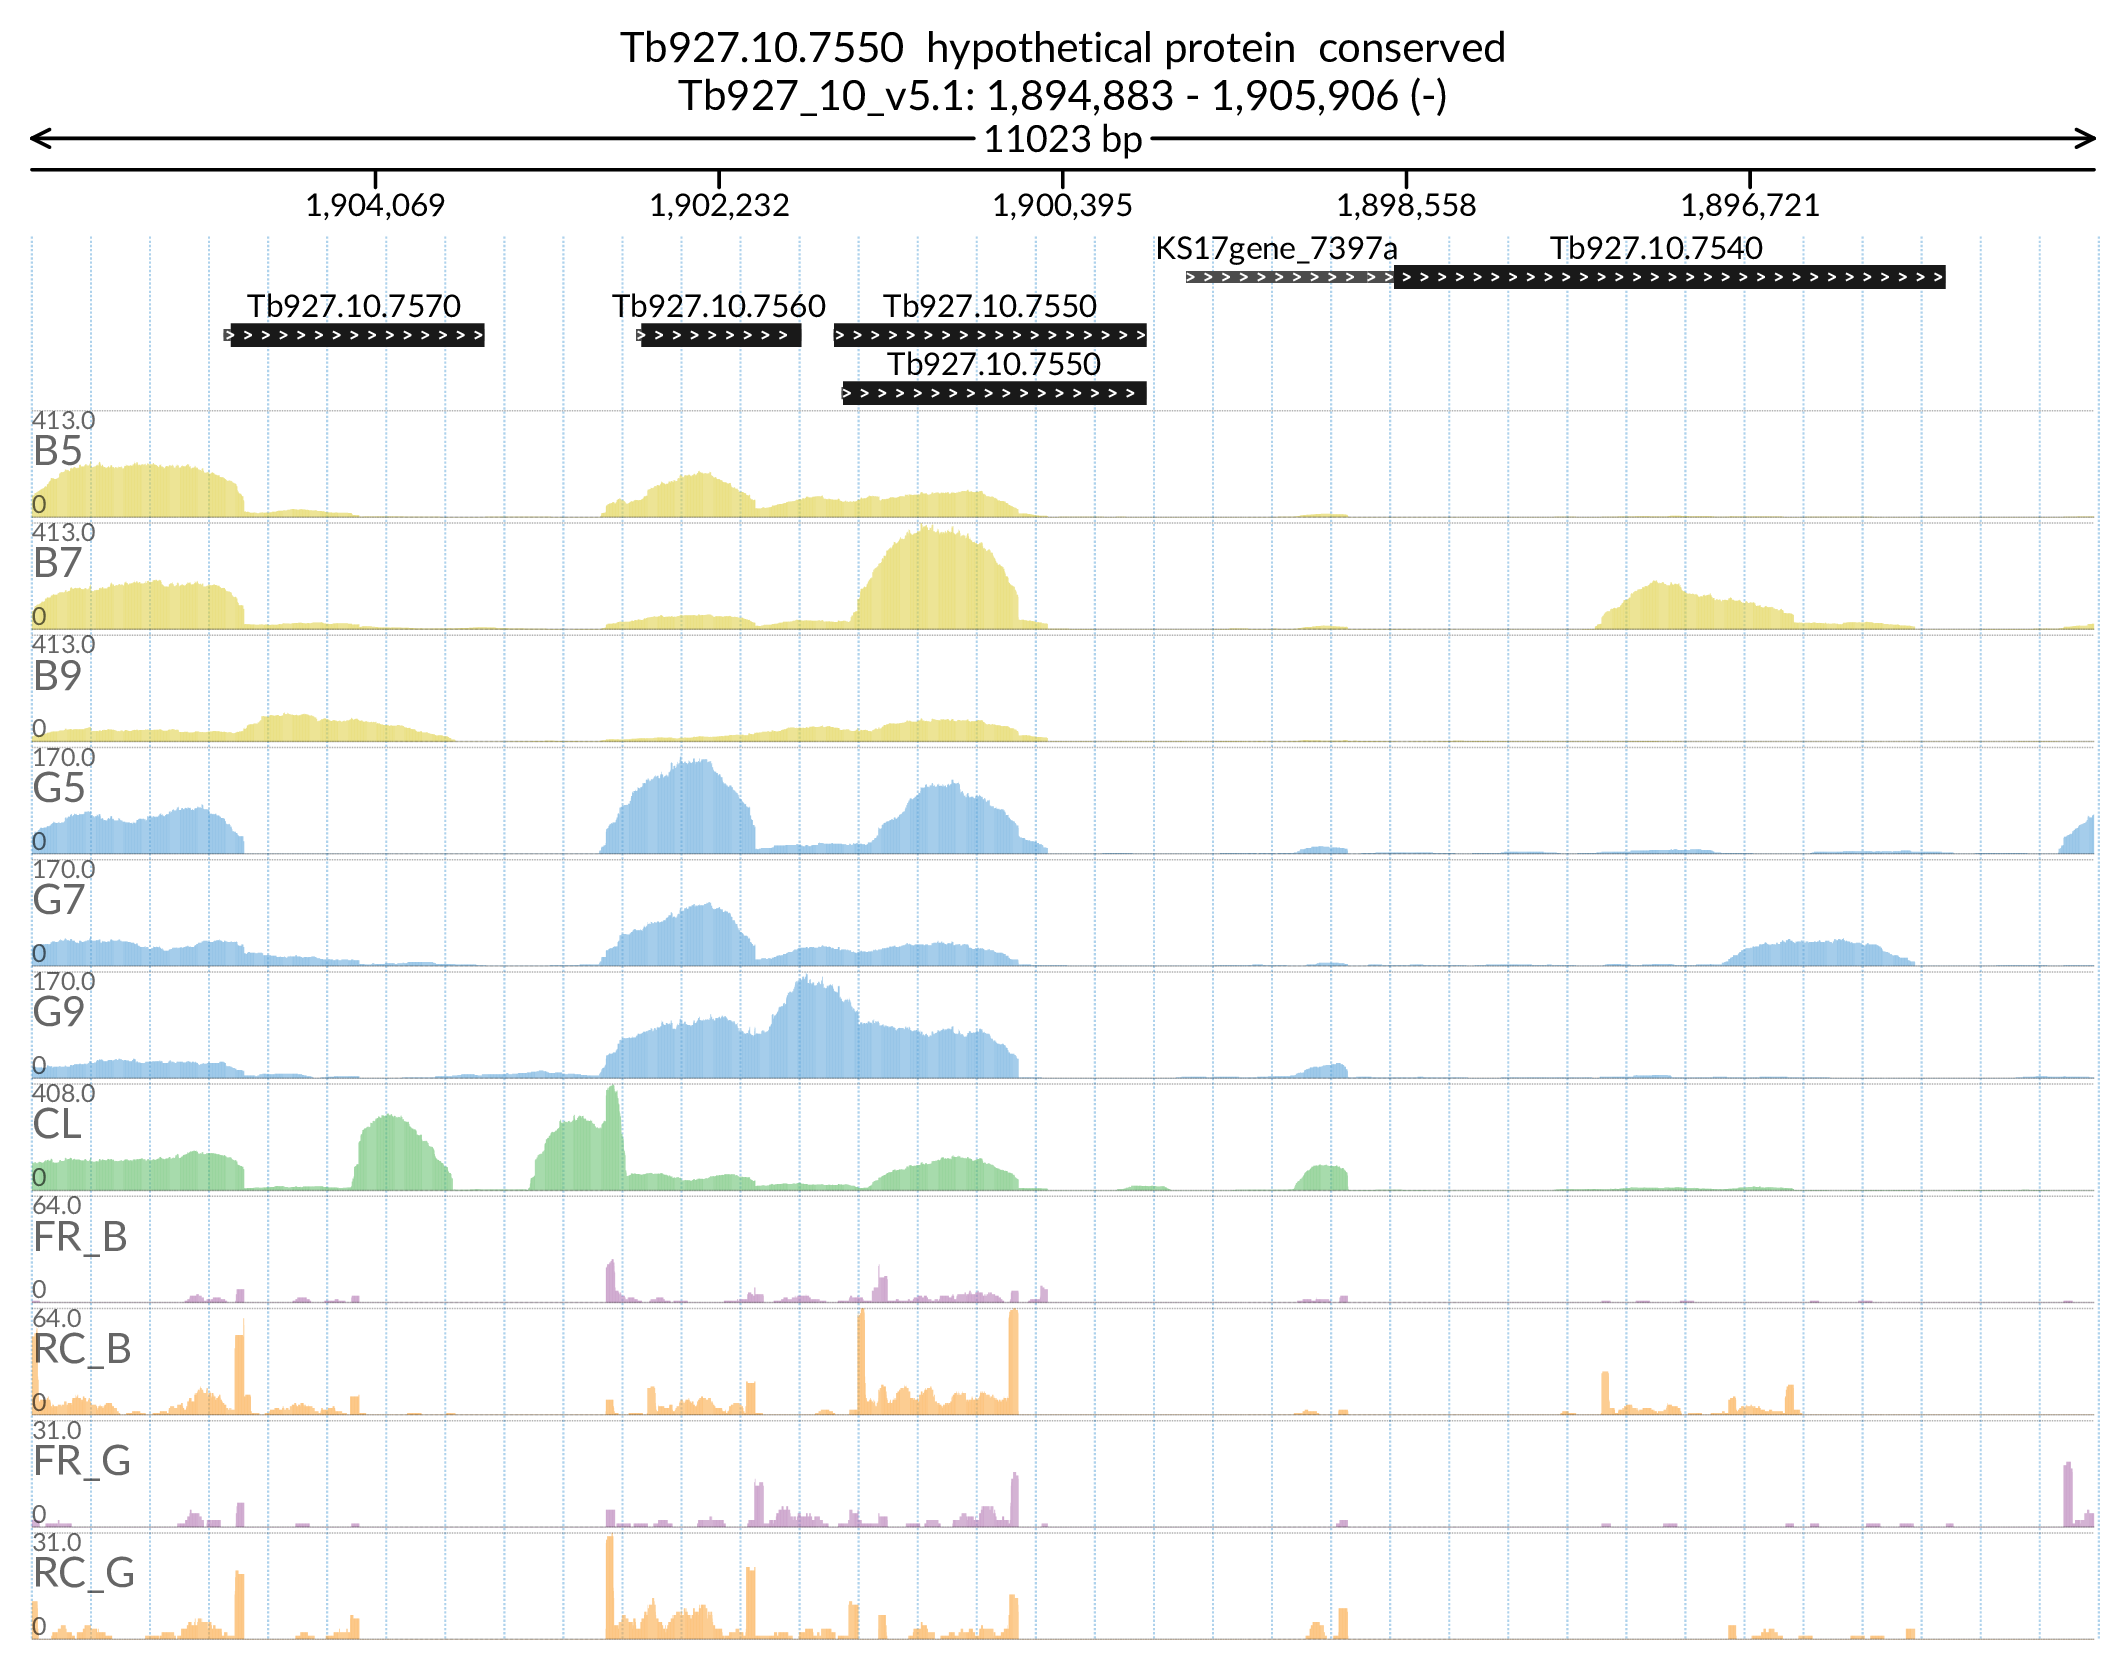 Tb927.10.7550  hypothetical protein  conserved
Tb927_10_v5.1: 1,894,883 - 1,905,906 (-)
11023 bp
1,904,069 1,902,232 1,900,395 1,898,558 1,896,721
KS17gene_7397a Tb927.10.7540
Tb927.10.7570 Tb927.10.7560 Tb927.10.7550
Tb927.10.7550
413.0
B5
0
413.0
B7
0
413.0
B9
0
170.0
G5
0
170.0
G7
0
170.0
G9
0
408.0
CL
0
64.0
FR_B
0
64.0
RC_B
0
31.0
FR_G
0
31.0
RC_G
0